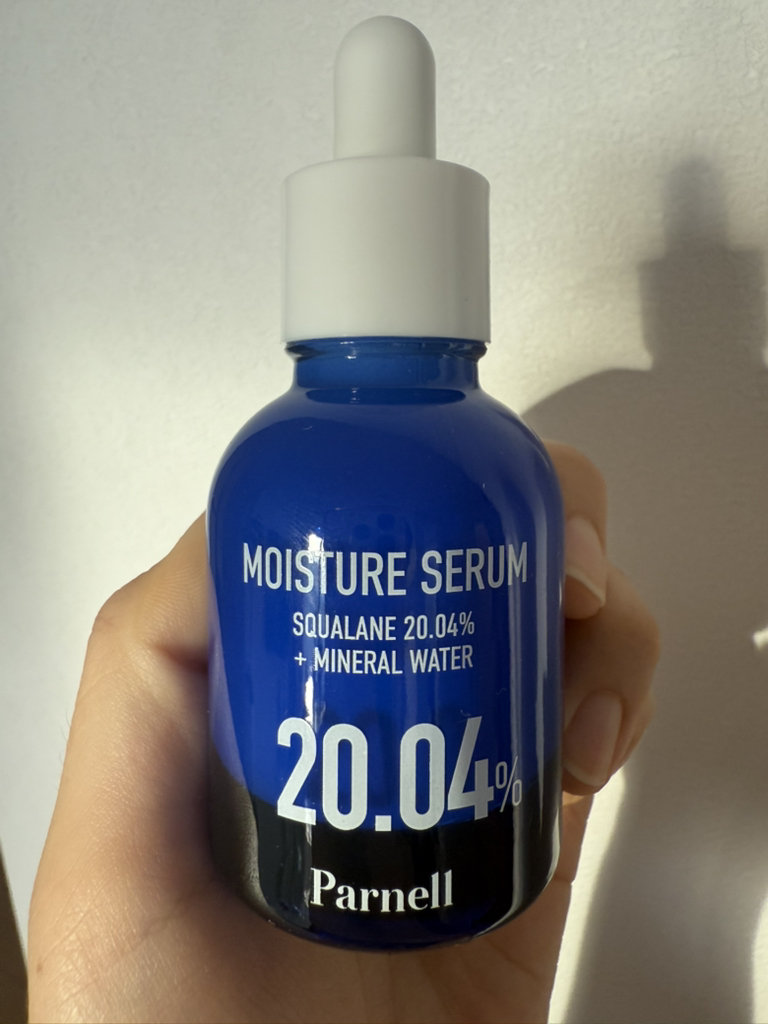 MOISTURE SERUM
SQUALANE 20.04%
+ MINERAL WATER
20.04%
Parnell